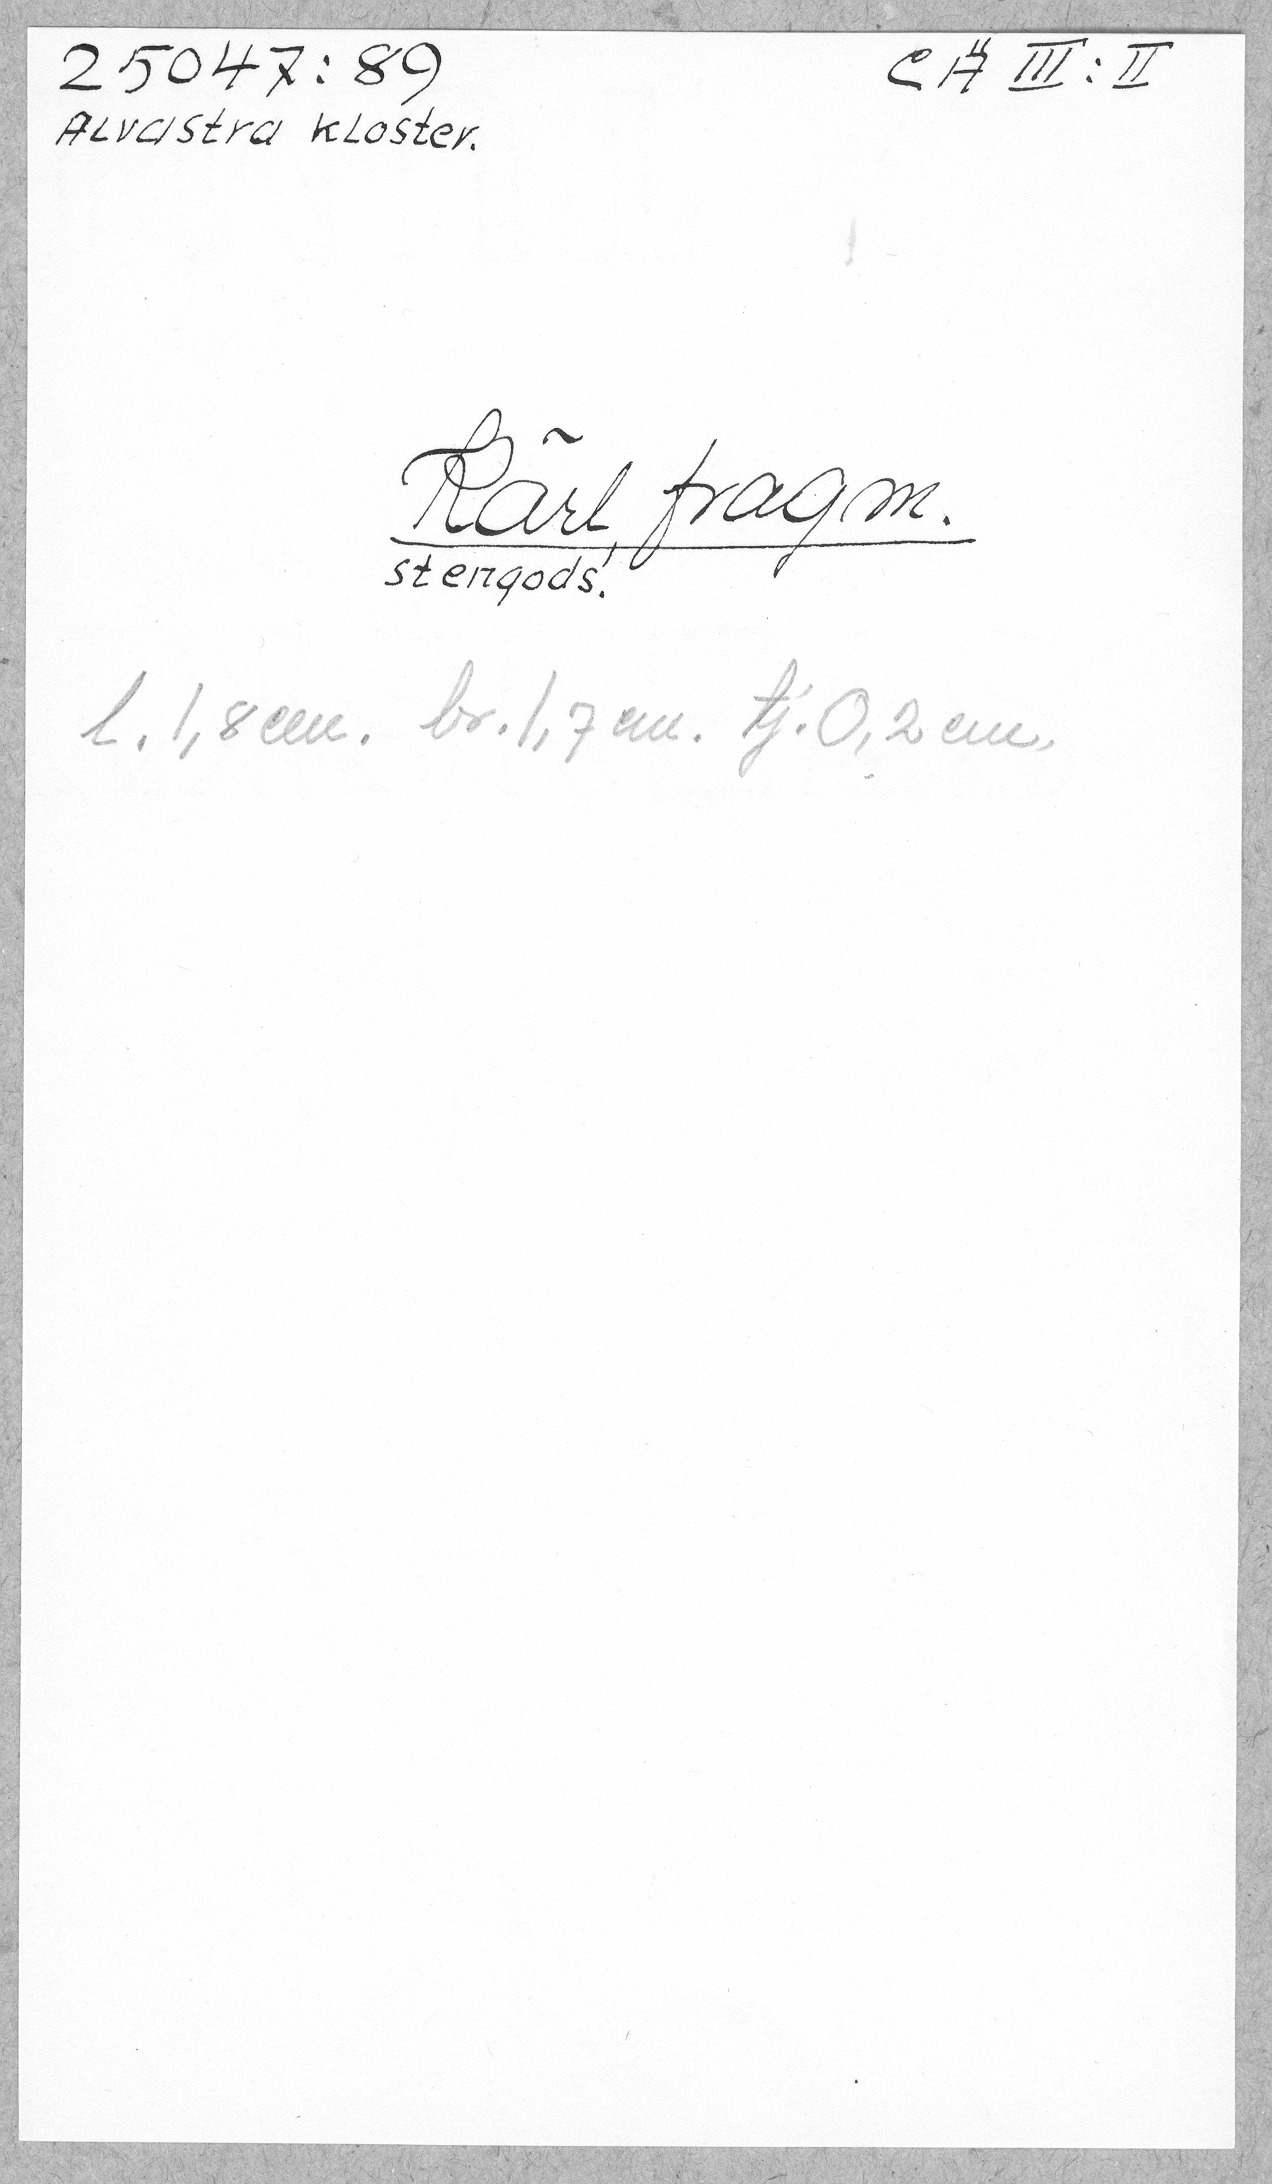 25047:89 CÄ III:II
Alvastra kloster.
Kärl, fragm.
stengods.
l. 1,8 cm. br. 1,7 cm. tj. 0,2 cm.